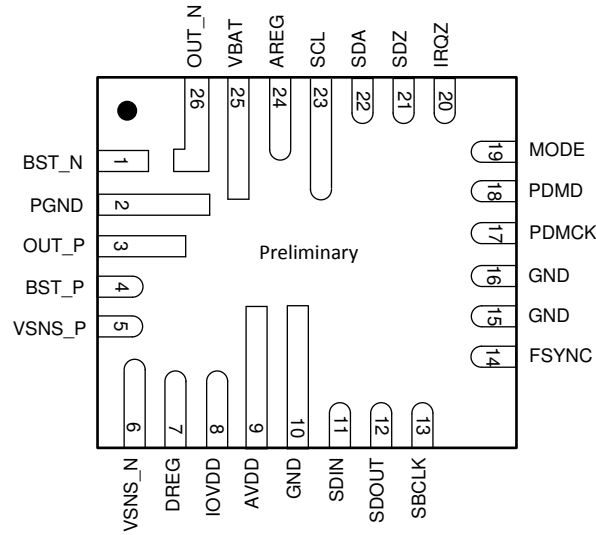 OUT_N
VBAT
AREG
SCL
SDA
SDZ
IRQZ
26
25
24
23
22
21
20
BST_N 1
PGND 2
OUT_P 3
BST_P 4
VSNS_P 5
Preliminary
19 MODE
18 PDMD
17 PDMCK
16 GND
15 GND
14 FSYNC
6
7
8
9
10
11
12
13
VSNS_N
DREG
IOVDD
AVDD
GND
SDIN
SDOUT
SBCLK